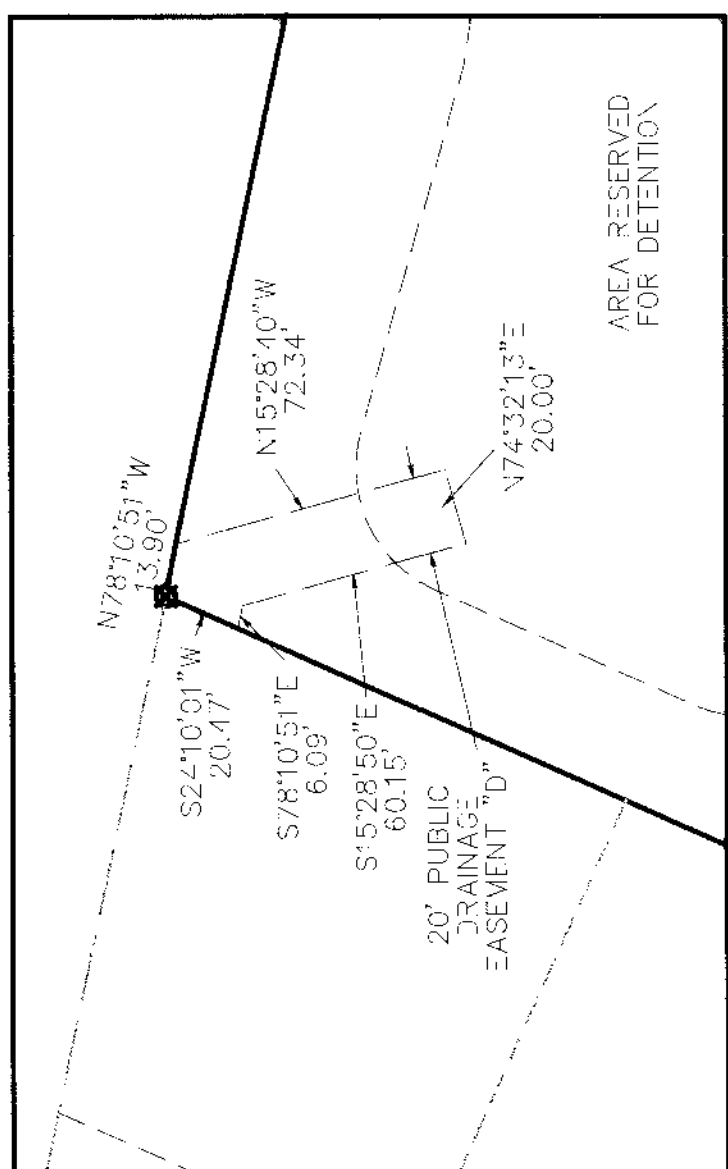 N78°10'51"W
13.90'
S24°10'01"W
20.47'
S78°10'51"E
6.09'
S15°28'50"E
60.15'
20' PUBLIC
DRAINAGE
EASEMENT "D"
N15°28'40"W
72.34'
N74°32'13"E
20.00'
AREA RESERVED
FOR DETENTION